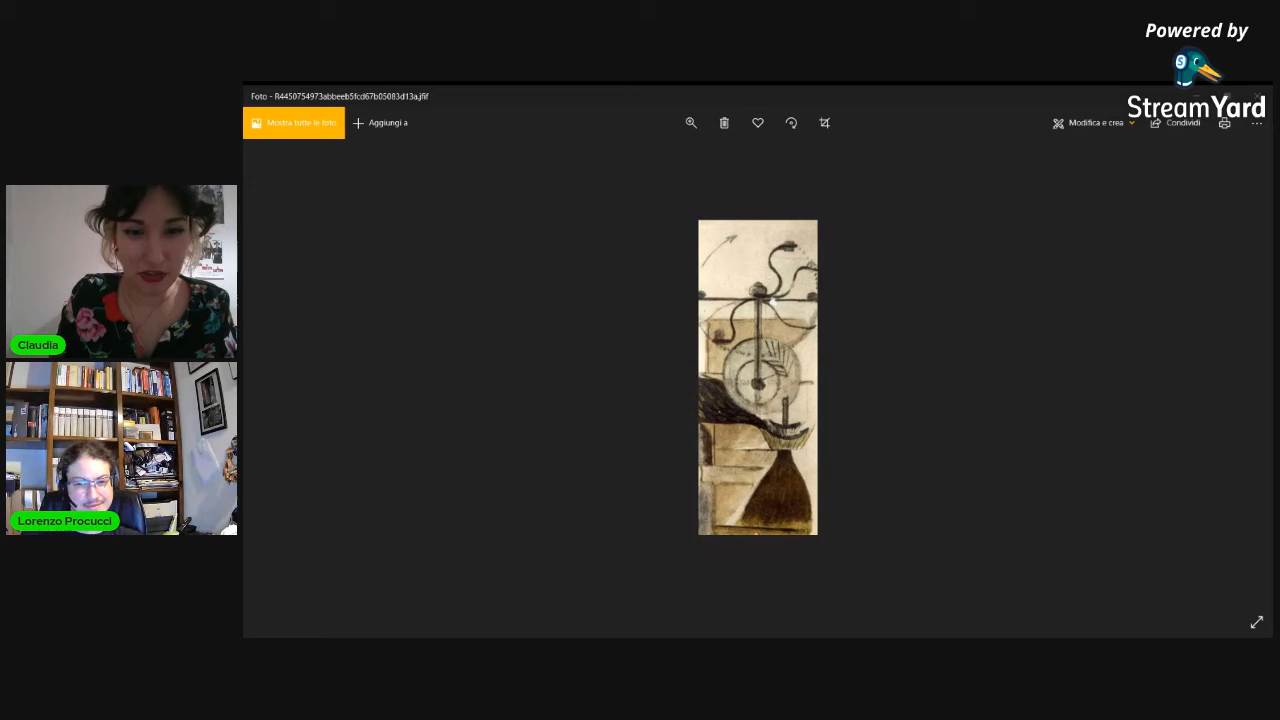 Powered by
StreamYard
Foto - R4450754973abbeeb5fcd67b05083d13a.jfif
Mostra tutte le foto
Aggiungi a
Modifica e crea
Condividi
Claudia
Lorenzo Procucci